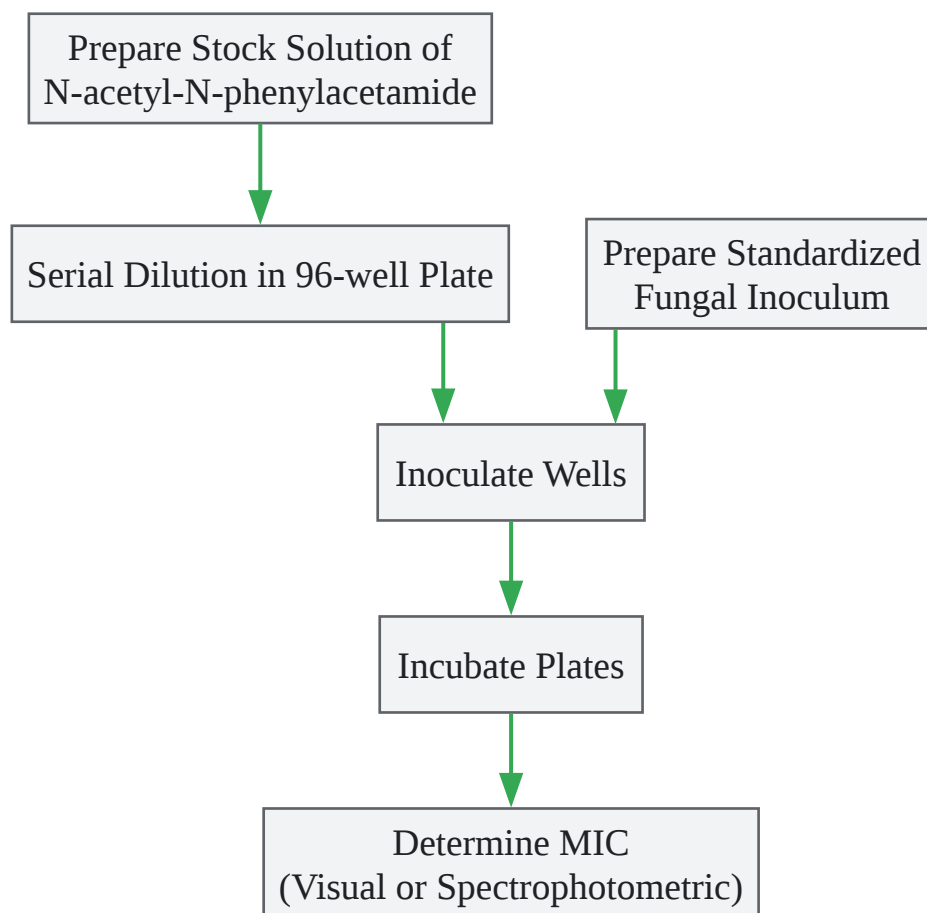 Prepare Stock Solution of
N-acetyl-N-phenylacetamide
Serial Dilution in 96-well Plate
Prepare Standardized
Fungal Inoculum
Inoculate Wells
Incubate Plates
Determine MIC
(Visual or Spectrophotometric)